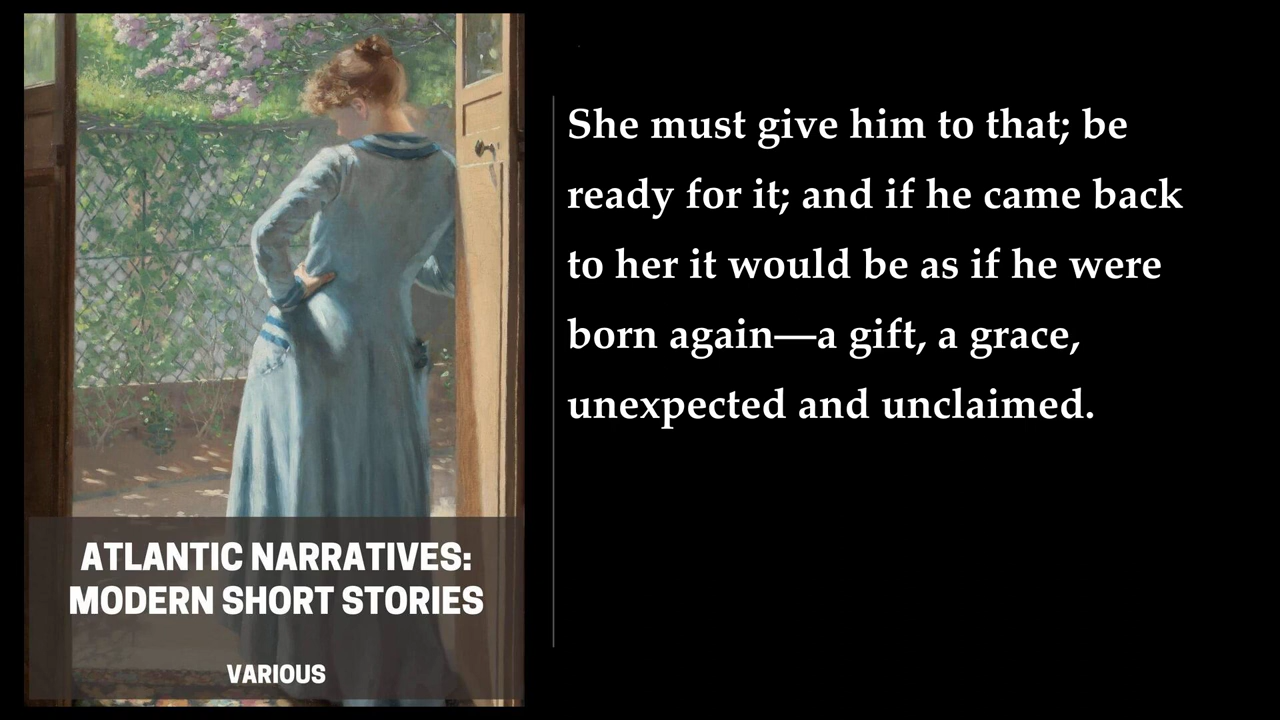 She must give him to that; be
ready for it; and if he came back
to her it would be as if he were
born again—a gift, a grace,
unexpected and unclaimed.
ATLANTIC NARRATIVES:
MODERN SHORT STORIES
VARIOUS